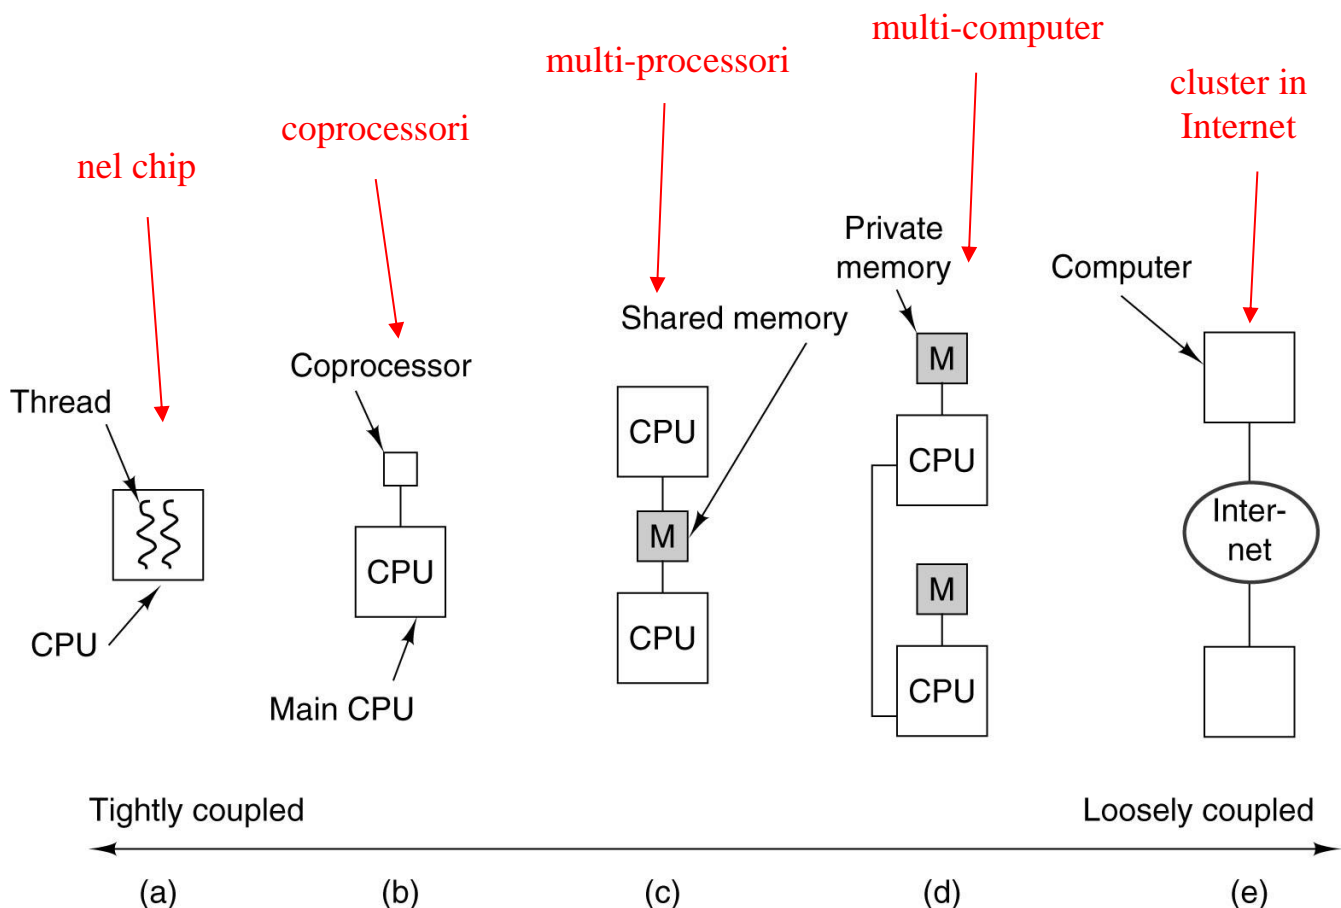 multi-computer
multi-processori
cluster in
Internet
coprocessori
nel chip
Private
memory
Computer
Shared memory
Coprocessor
Thread
M
CPU
CPU
M
CPU
CPU
Main CPU
CPU
M
CPU
Inter-
net
Tightly coupled
Loosely coupled
(a)
(b)
(c)
(d)
(e)